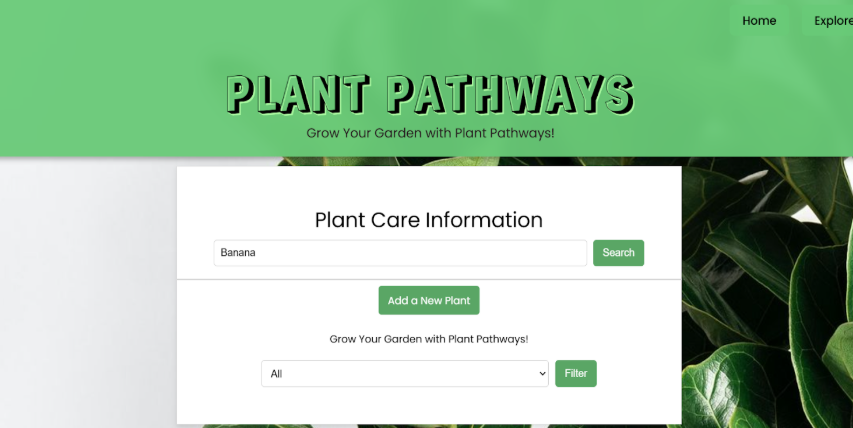 Home Explore
PLANT PATHWAYS
Grow Your Garden with Plant Pathways!
Plant Care Information
Banana Search
Add a New Plant
Grow Your Garden with Plant Pathways!
All Filter